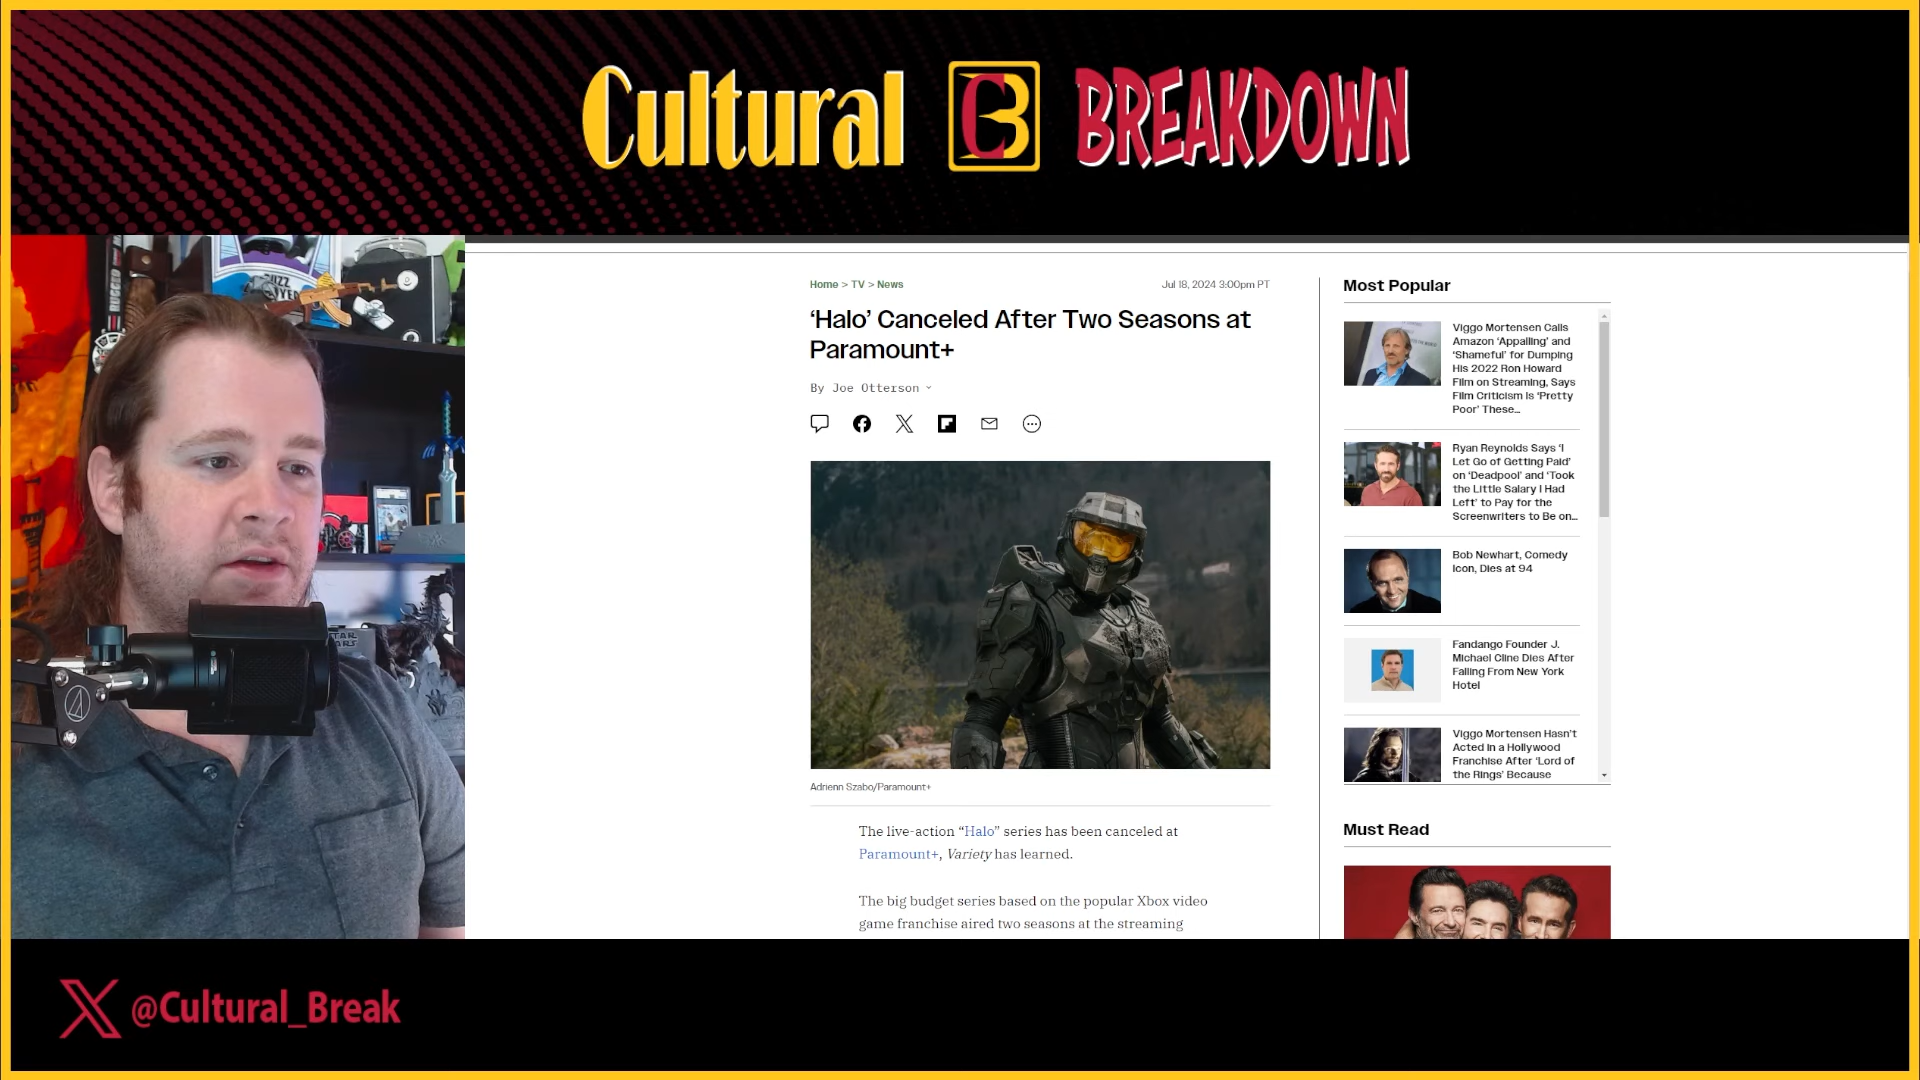 Cultural CB BREAKDOWN
Home > TV > News
Jul 18, 2024 3:00pm PT
‘Halo’ Canceled After Two Seasons at
Paramount+
By Joe Otterson
Adrienn Szabo/Paramount+
The live-action “Halo” series has been canceled at
Paramount+, Variety has learned.
The big budget series based on the popular Xbox video
game franchise aired two seasons at the streaming
Most Popular
Viggo Mortensen Calls
Amazon ‘Appalling’ and
‘Shameful’ for Dumping
His 2022 Ron Howard
Film on Streaming, Says
Film Criticism Is ‘Pretty
Poor’ These...
Ryan Reynolds Says ‘I
Let Go of Getting Paid’
on ‘Deadpool’ and ‘Took
the Little Salary I Had
Left’ to Pay for the
Screenwriters to Be on...
Bob Newhart, Comedy
Icon, Dies at 94
Fandango Founder J.
Michael Cline Dies After
Falling From New York
Hotel
Viggo Mortensen Hasn’t
Acted in a Hollywood
Franchise After ‘Lord of
the Rings’ Because
Must Read
RUGED
BUZZ
STAR
WARS
X @Cultural_Break